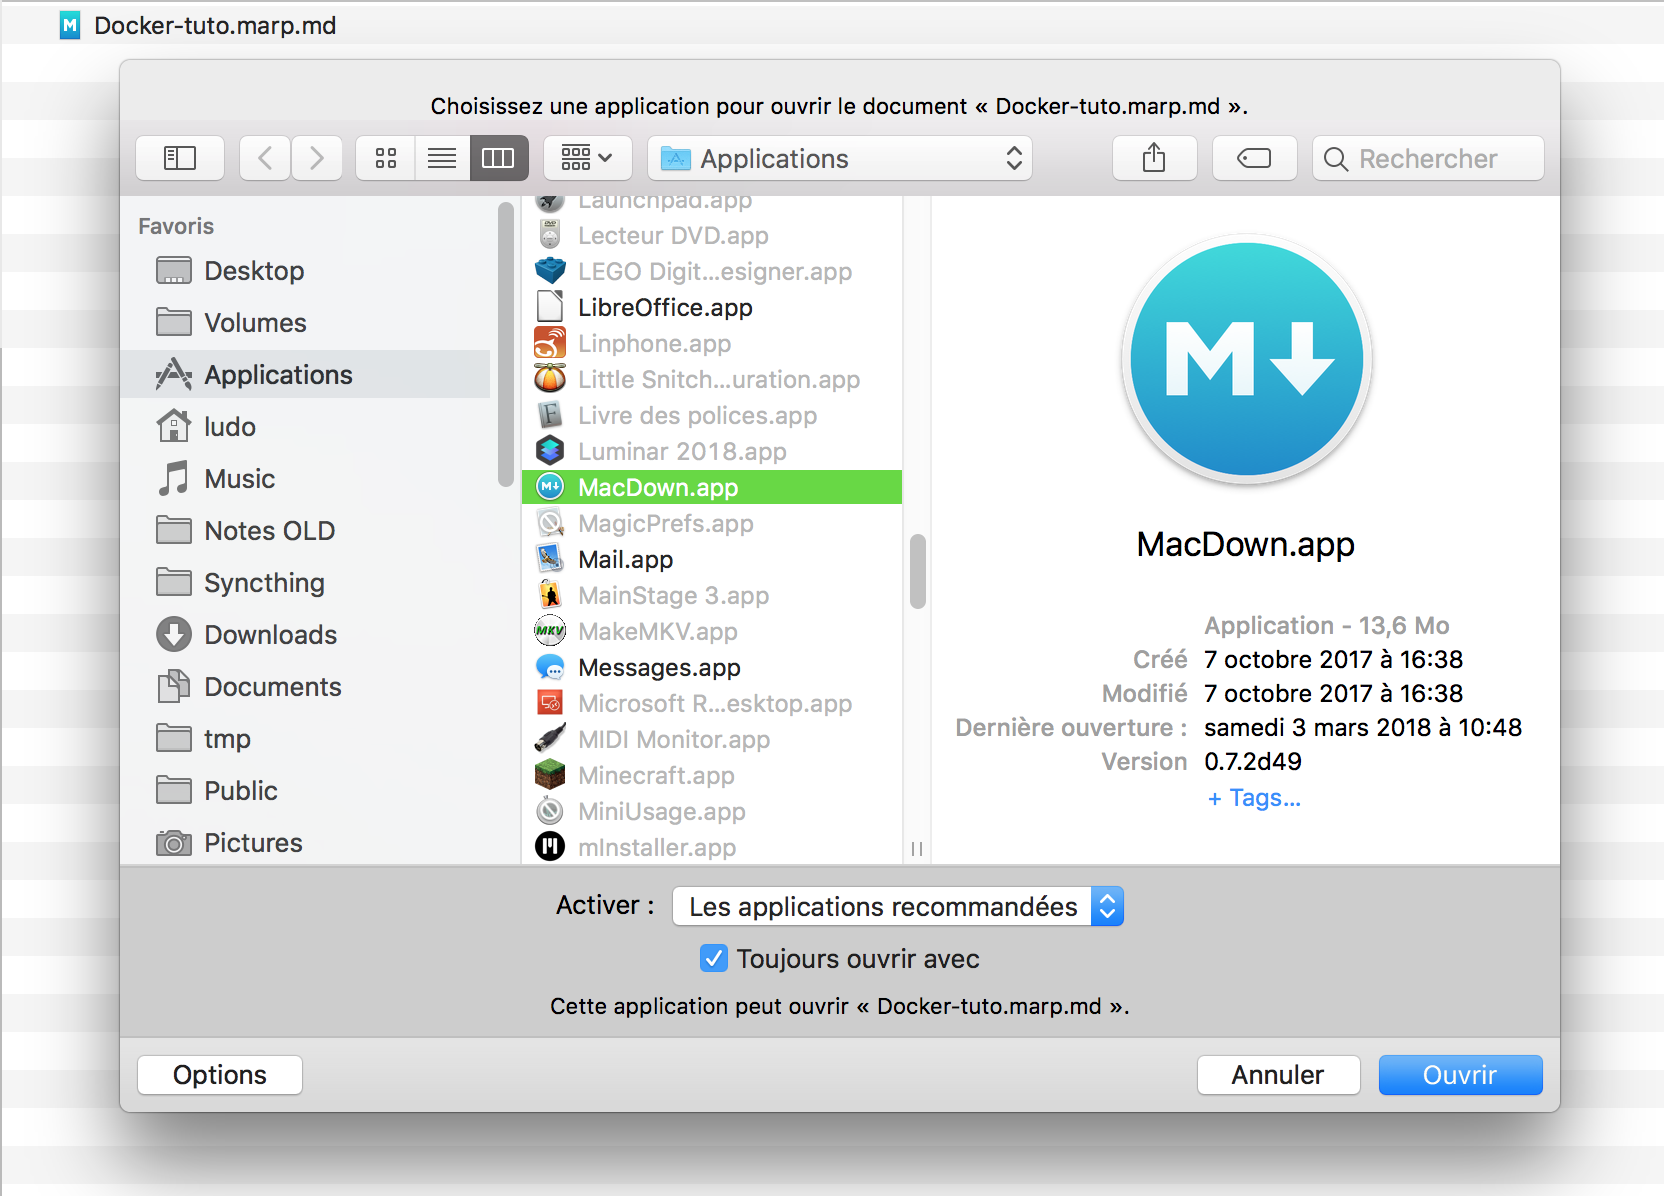 Docker-tuto.marp.md
Choisissez une application pour ouvrir le document « Docker-tuto.marp.md ».
Applications
Rechercher
Favoris
Desktop
Volumes
Applications
ludo
Music
Notes OLD
Syncthing
Downloads
Documents
tmp
Public
Pictures
Launchpad.app
Lecteur DVD.app
LEGO Digit...esigner.app
LibreOffice.app
Linphone.app
Little Snitch...uration.app
Livre des polices.app
Luminar 2018.app
MacDown.app
MagicPrefs.app
Mail.app
MainStage 3.app
MakeMKV.app
Messages.app
Microsoft R...esktop.app
MIDI Monitor.app
Minecraft.app
MiniUsage.app
mInstaller.app
MacDown.app
Application - 13,6 Mo
Créé 7 octobre 2017 à 16:38
Modifié 7 octobre 2017 à 16:38
Dernière ouverture : samedi 3 mars 2018 à 10:48
Version 0.7.2d49
+ Tags...
Activer : Les applications recommandées
Toujours ouvrir avec
Cette application peut ouvrir « Docker-tuto.marp.md ».
Options
Annuler
Ouvrir